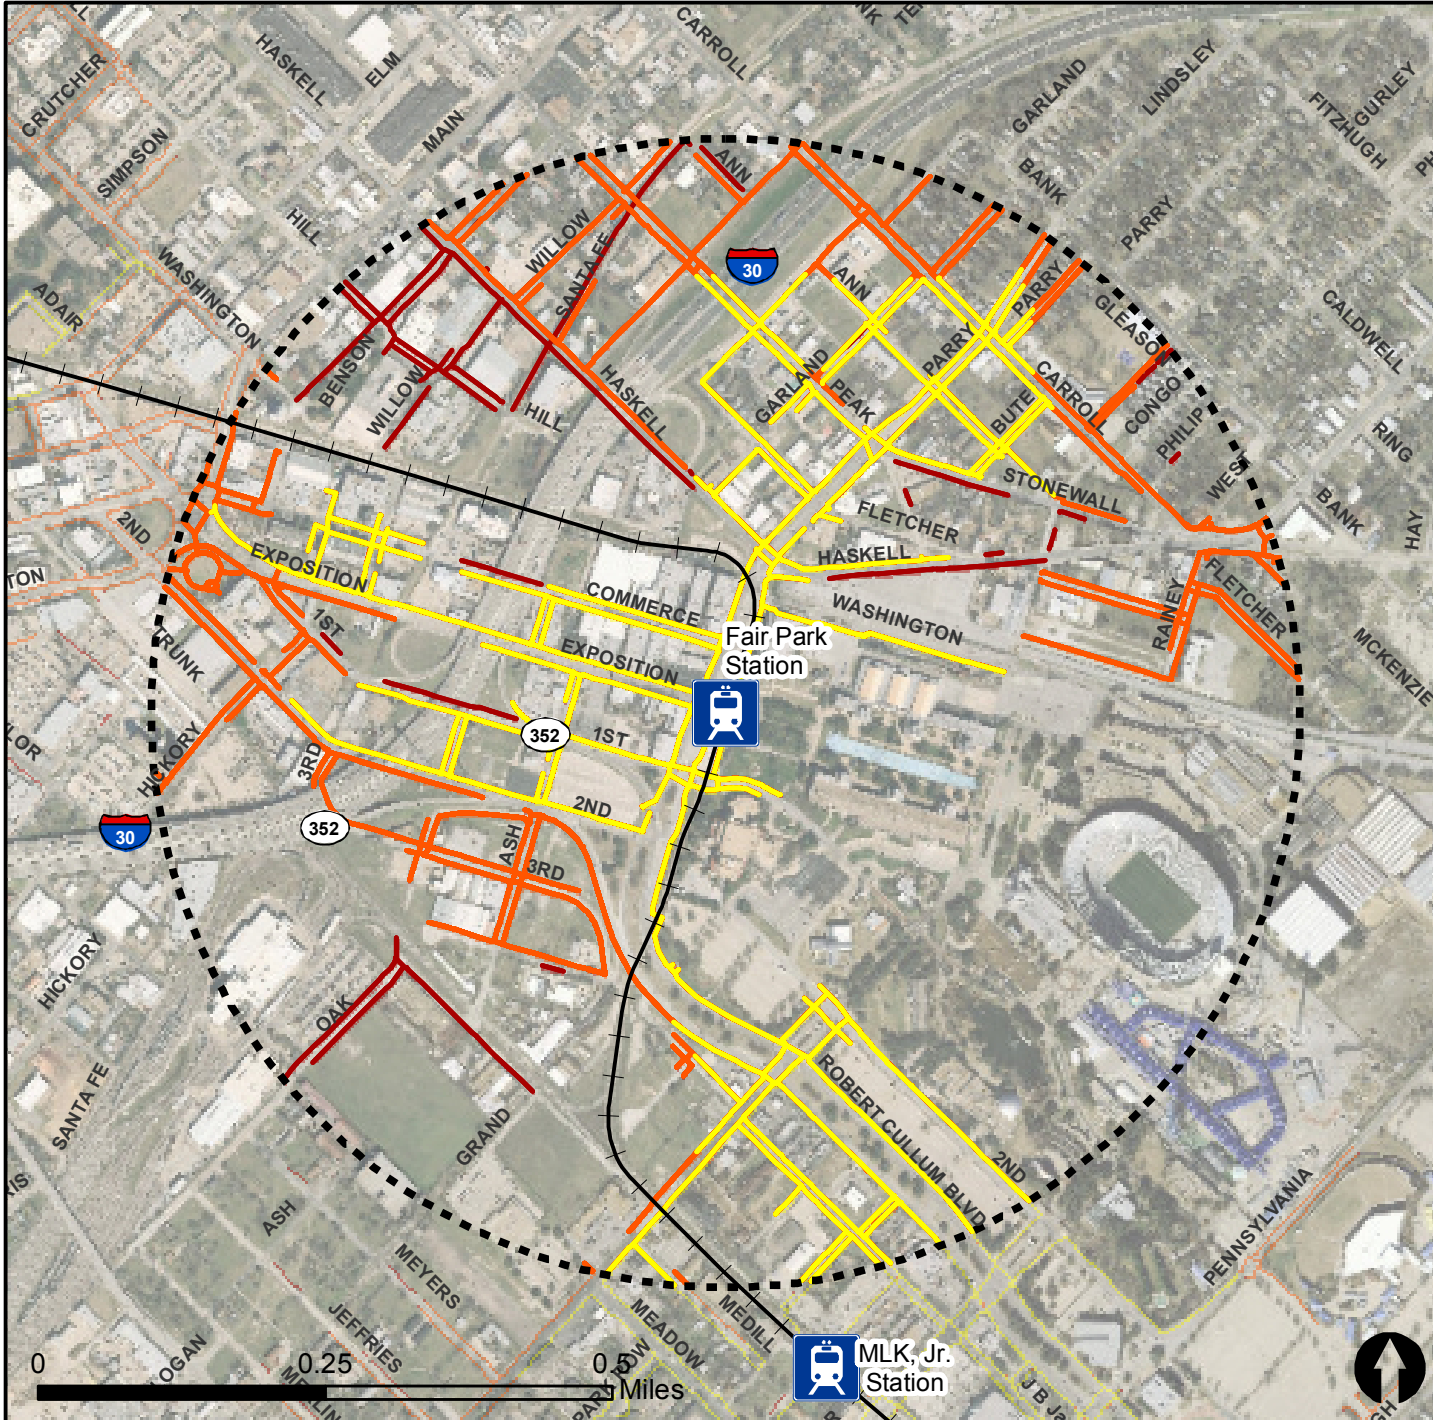 CARROLL
HASKELL
ELM
CRUTCHER
MAIN
SIMPSON
GARLAND
LINDSLEY
GURLEY
FITZHUGH
BANK
ANN
PARRY
HILL
WILLOW
SANTA FE
WASHINGTON
30
ADAIR
ANN
PARRY
GLEASON
CALDWELL
BENSON
WILLOW
HILL
HASKELL
GARLAND
PEAK
PARRY
BUTE
CARROLL
CONGO
PHILIP
RING
WEST
BANK
HAY
STONEWALL
FLETCHER
HASKELL
2ND
EXPOSITION
1ST
COMMERCE
WASHINGTON
RAINEY
FLETCHER
TRUNK
EXPOSITION
Fair Park
Station
MCKENZIE
HICKORY
3RD
352
1ST
2ND
30
352
ASH
3RD
HICKORY
OAK
SANTA FE
GRAND
ROBERT CULLUM BLVD
2ND
ASH
MEYERS
PENNSYLVANIA
JEFFRIES
MEADOW
MEDILL
LOGAN
MLK, Jr.
Station
0
0.25
0.5
Miles